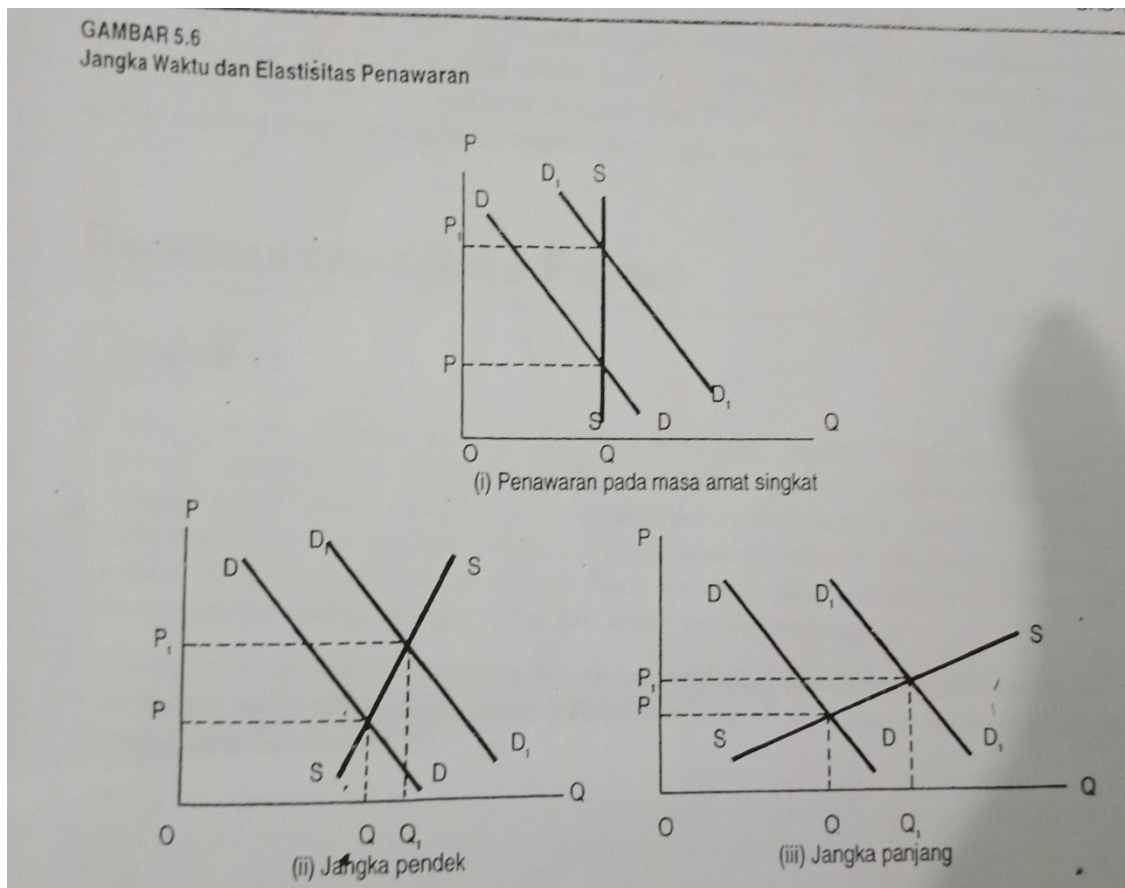 GAMBAR 5.6
Jangka Waktu dan Elastisitas Penawaran
P
D₁ S
D
P₁
P
D₁
S D Q
O Q
(i) Penawaran pada masa amat singkat
P
D₁
D S
P₁
P
D₁
S D
Q
O Q Q₁
(ii) Jangka pendek
P
D D₁
S
P₁
P
S D D₁
Q
O Q Q₁
(iii) Jangka panjang